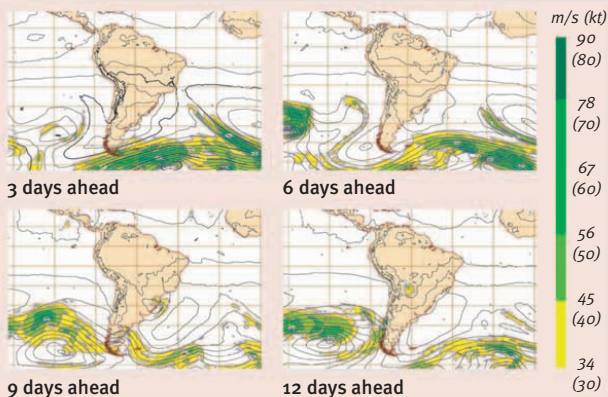 m/s (kt)
90
(80)
78
(70)
67
(60)
56
(50)
45
(40)
34
(30)
3 days ahead
6 days ahead
9 days ahead
12 days ahead